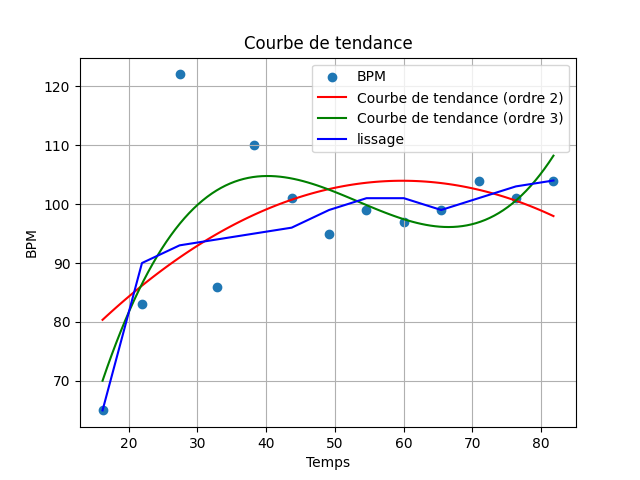 Courbe de tendance
BPM
Courbe de tendance (ordre 2)
Courbe de tendance (ordre 3)
lissage
BPM
120
110
100
90
80
70
20 30 40 50 60 70 80
Temps